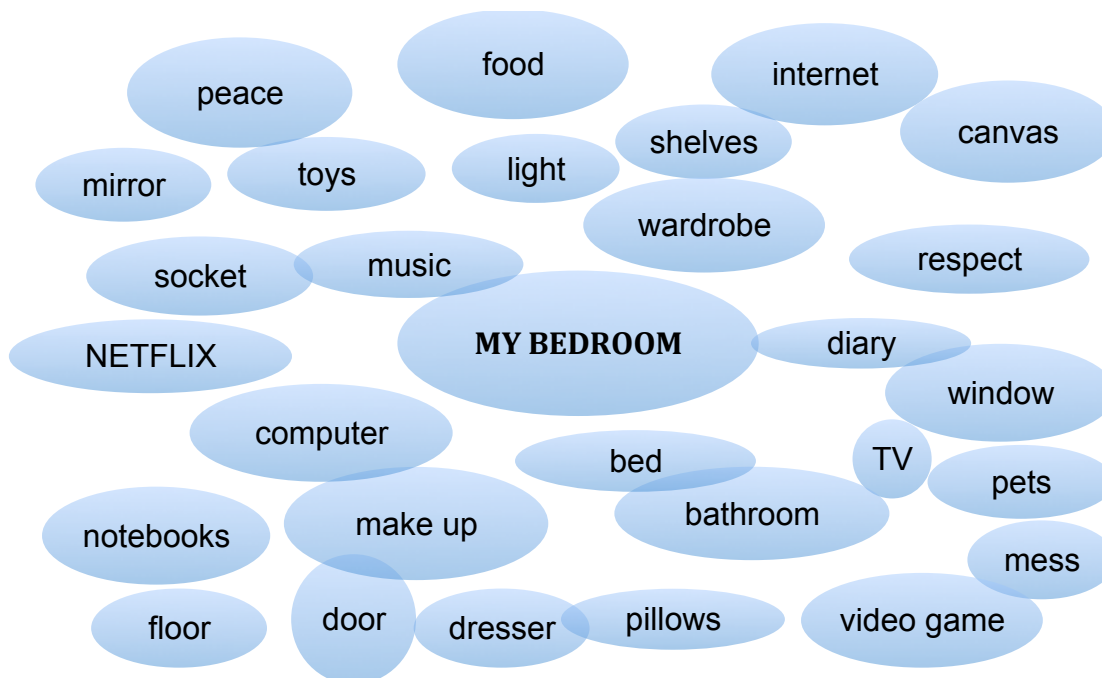 food
internet
peace
canvas
shelves
light
toys
mirror
wardrobe
respect
music
socket
MY BEDROOM
diary
NETFLIX
window
computer
bed
TV
pets
bathroom
make up
notebooks
mess
door
pillows
video game
floor
dresser